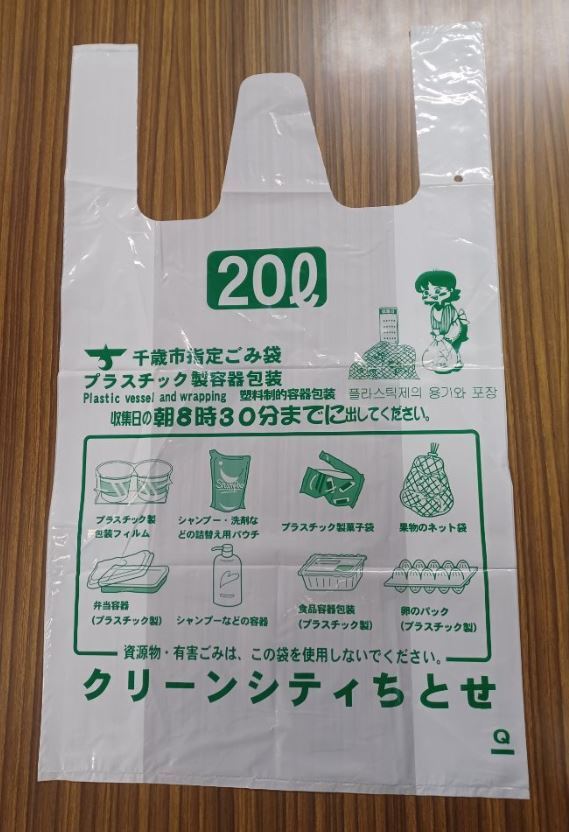 20ℓ
千歳市指定ごみ袋
プラスチック製容器包装
Plastic vessel and wrapping 塑料制的容器包装 플라스틱제의 용기와 포장
収集日の朝8時30分までに出してください。
プラスチック製
包装フィルム
シャンプー・洗剤な
どの詰替え用パウチ
プラスチック製菓子袋
果物のネット袋
弁当容器
(プラスチック製)
シャンプーなどの容器
食品容器包装
(プラスチック製)
卵のパック
(プラスチック製)
資源物・有害ごみは、この袋を使用しないでください。
クリーンシティちとせ
Q